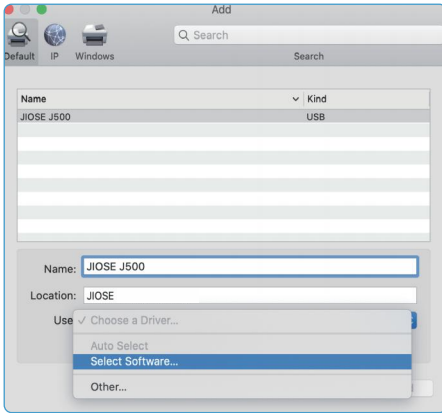 Add
Search
Default IP Windows Search
Name Kind
JIOSE J500 USB
Name: JIOSE J500
Location: JIOSE
Use ✓ Choose a Driver...
Auto Select
Select Software...
Other...